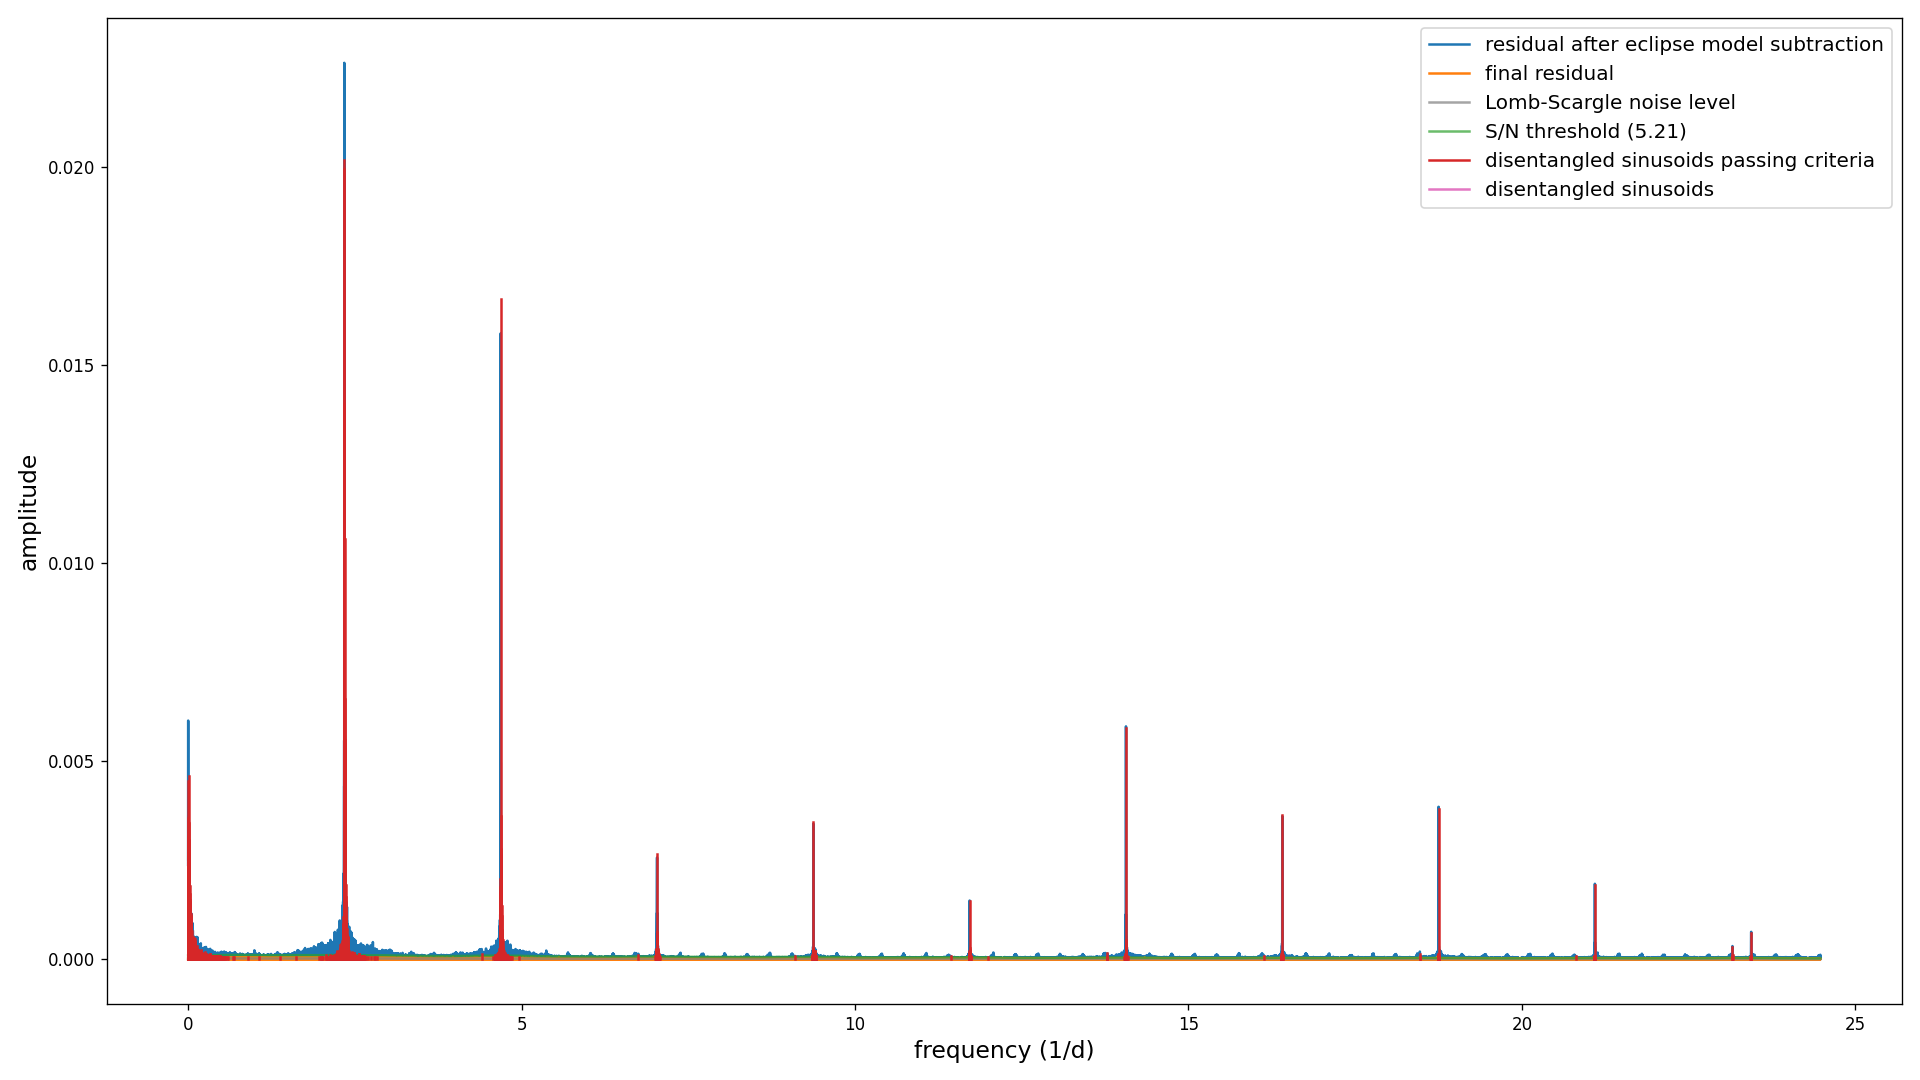 residual after eclipse model subtraction
final residual
Lomb-Scargle noise level
S/N threshold (5.21)
disentangled sinusoids passing criteria
disentangled sinusoids
amplitude
0.020
0.015
0.010
0.005
0.000
0 5 10 15 20 25
frequency (1/d)